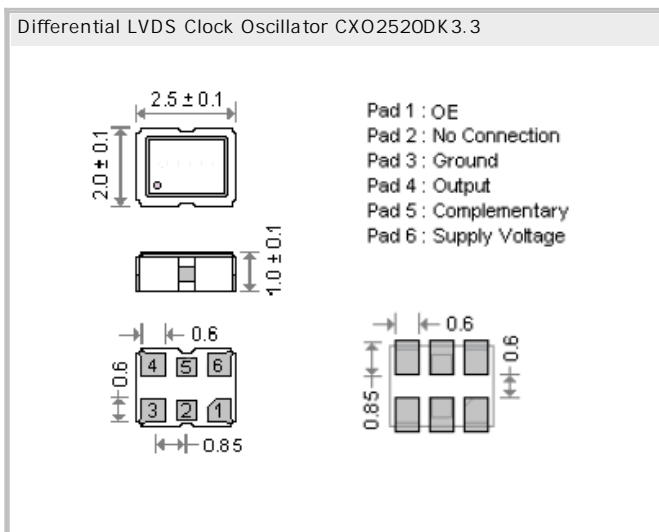 Differential LVDS Clock Oscillator CXO2520DK3.3
2.5 ± 0.1
2.0 ± 0.1
Pad 1 : OE
Pad 2 : No Connection
Pad 3 : Ground
Pad 4 : Output
Pad 5 : Complementary
Pad 6 : Supply Voltage
1.0 ± 0.1
0.6
4 5 6
0.6
3 2 1
0.85
0.6
0.6
0.85